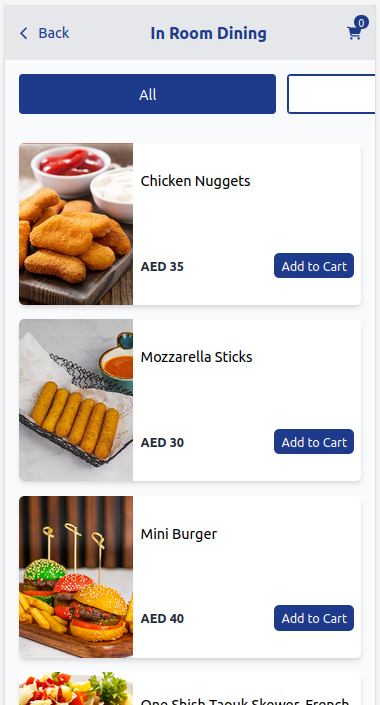 Back
In Room Dining
0
All
Chicken Nuggets
AED 35
Add to Cart
Mozzarella Sticks
AED 30
Add to Cart
Mini Burger
AED 40
Add to Cart
One Shish Taouk Skewer, French